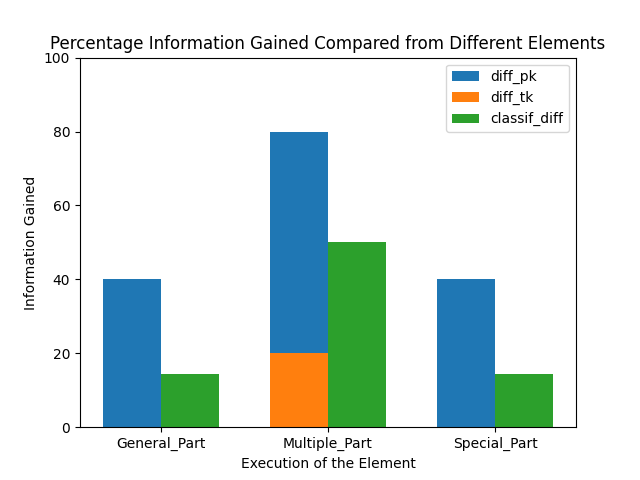 Percentage Information Gained Compared from Different Elements
100
80
60
40
20
0
Information Gained
diff_pk
diff_tk
classif_diff
General_Part
Multiple_Part
Special_Part
Execution of the Element